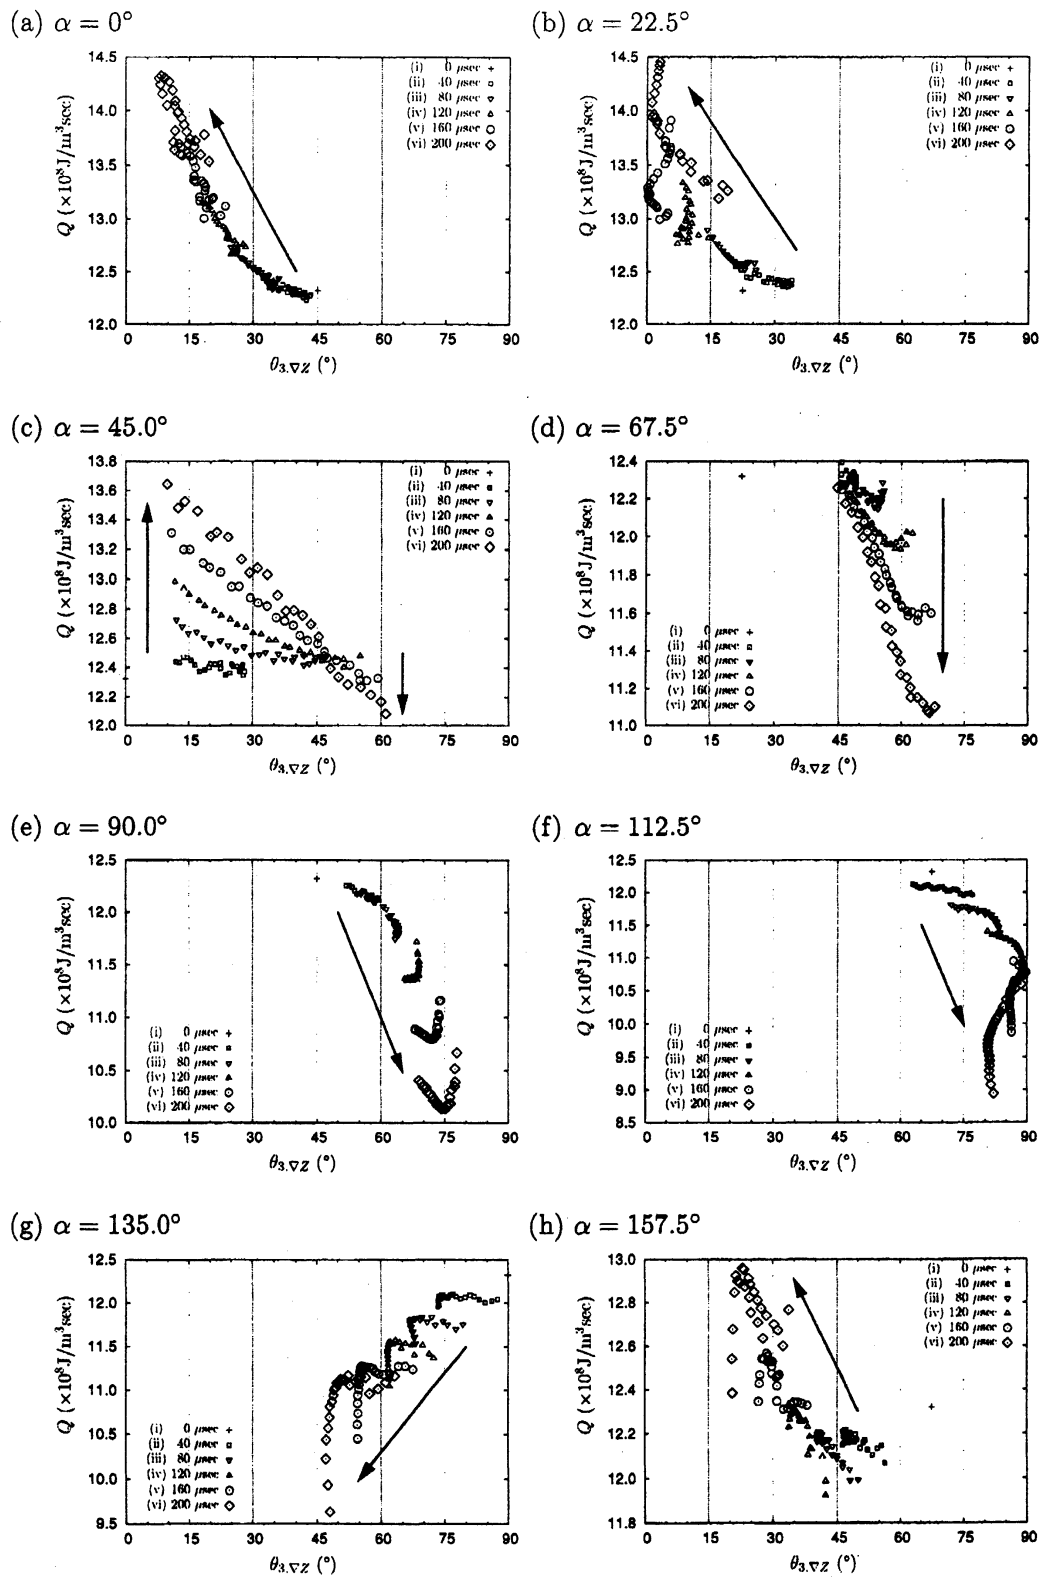 (a) α = 0°
(b) α = 22.5°
14.5
14.0
13.5
13.0
12.5
12.0
Q (×10⁸J/m³sec)
(i) 0 μsec +
(ii) 40 μsec
(iii) 80 μsec
(iv) 120 μsec
(v) 160 μsec
(vi) 200 μsec
0 15 30 45 60 75 90
θ3.∇Z (°)
14.5
14.0
13.5
13.0
12.5
12.0
Q (×10⁸J/m³sec)
(i) 0 μsec +
(ii) 40 μsec
(iii) 80 μsec
(iv) 120 μsec
(v) 160 μsec
(vi) 200 μsec
0 15 30 45 60 75 90
θ3.∇Z (°)
(c) α = 45.0°
(d) α = 67.5°
13.8
13.6
13.4
13.2
13.0
12.8
12.6
12.4
12.2
12.0
Q (×10⁸J/m³sec)
(i) 0 μsec +
(ii) 40 μsec
(iii) 80 μsec
(iv) 120 μsec
(v) 160 μsec
(vi) 200 μsec
0 15 30 45 60 75 90
θ3.∇Z (°)
12.4
12.2
12.0
11.8
11.6
11.4
11.2
11.0
Q (×10⁸J/m³sec)
(i) 0 μsec +
(ii) 40 μsec
(iii) 80 μsec
(iv) 120 μsec
(v) 160 μsec
(vi) 200 μsec
0 15 30 45 60 75 90
θ3.∇Z (°)
(e) α = 90.0°
(f) α = 112.5°
12.5
12.0
11.5
11.0
10.5
10.0
Q (×10⁸J/m³sec)
(i) 0 μsec +
(ii) 40 μsec
(iii) 80 μsec
(iv) 120 μsec
(v) 160 μsec
(vi) 200 μsec
0 15 30 45 60 75 90
θ3.∇Z (°)
12.5
12.0
11.5
11.0
10.5
10.0
9.5
9.0
8.5
Q (×10⁸J/m³sec)
(i) 0 μsec +
(ii) 40 μsec
(iii) 80 μsec
(iv) 120 μsec
(v) 160 μsec
(vi) 200 μsec
0 15 30 45 60 75 90
θ3.∇Z (°)
(g) α = 135.0°
(h) α = 157.5°
12.5
12.0
11.5
11.0
10.5
10.0
9.5
Q (×10⁸J/m³sec)
(i) 0 μsec +
(ii) 40 μsec
(iii) 80 μsec
(iv) 120 μsec
(v) 160 μsec
(vi) 200 μsec
0 15 30 45 60 75 90
θ3.∇Z (°)
13.0
12.8
12.6
12.4
12.2
12.0
11.8
Q (×10⁸J/m³sec)
(i) 0 μsec +
(ii) 40 μsec
(iii) 80 μsec
(iv) 120 μsec
(v) 160 μsec
(vi) 200 μsec
0 15 30 45 60 75 90
θ3.∇Z (°)